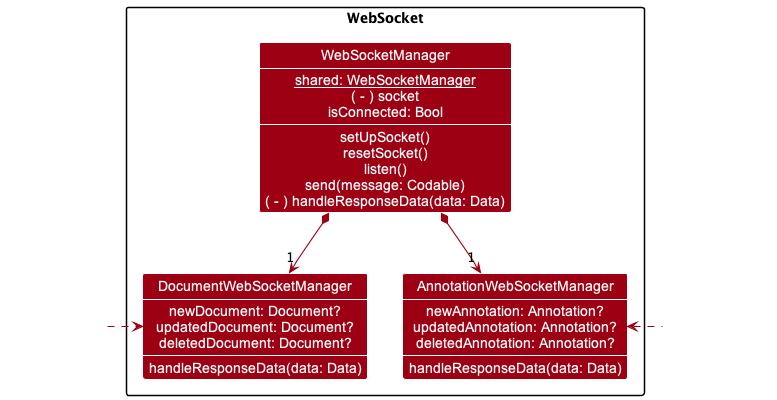 WebSocket
WebSocketManager
shared: WebSocketManager
( - ) socket
isConnected: Bool
setUpSocket()
resetSocket()
listen()
send(message: Codable)
( - ) handleResponseData(data: Data)
1
1
DocumentWebSocketManager
newDocument: Document?
updatedDocument: Document?
deletedDocument: Document?
handleResponseData(data: Data)
AnnotationWebSocketManager
newAnnotation: Annotation?
updatedAnnotation: Annotation?
deletedAnnotation: Annotation?
handleResponseData(data: Data)